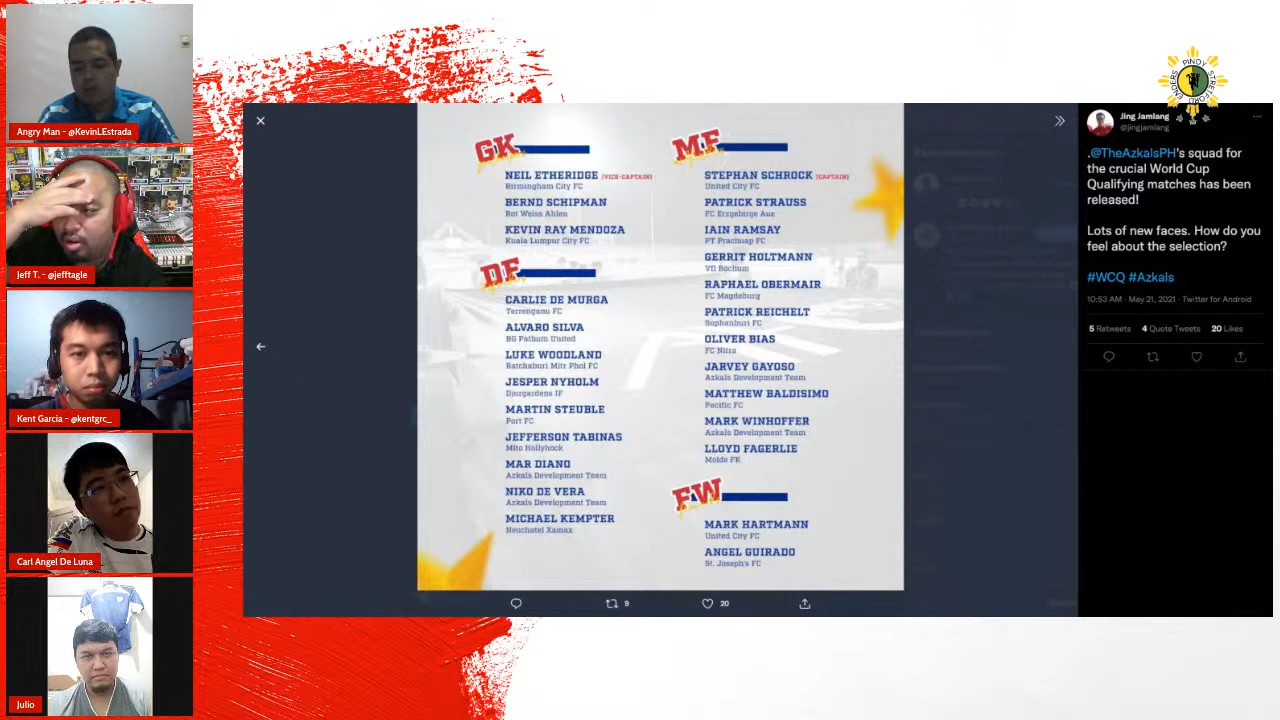 Angry Man - @KevinLEstrada
Jeff T. - @jefftagle
Kent Garcia - @kentgrc_
Carl Angel De Luna
Julio
GK
NEIL ETHERIDGE (VICE-CAPTAIN)
Birmingham City FC
BERND SCHIPMAN
Rot Weiss Ahlen
KEVIN RAY MENDOZA
Kuala Lumpur City FC
DF
CARLIE DE MURGA
Terrenganu FC
ALVARO SILVA
BG Pathum United
LUKE WOODLAND
Ratchaburi Mitr Phol FC
JESPER NYHOLM
Djurgardens IF
MARTIN STEUBLE
Port FC
JEFFERSON TABINAS
Mito Hollyhock
MAR DIANO
Azkals Development Team
NIKO DE VERA
Azkals Development Team
MICHAEL KEMPTER
Neuchatel Xamax
MF
STEPHAN SCHROCK (CAPTAIN)
United City FC
PATRICK STRAUSS
FC Erzgebirge Aue
IAIN RAMSAY
PT Prachuap FC
GERRIT HOLTMANN
Vfl Bochum
RAPHAEL OBERMAIR
FC Magdeburg
PATRICK REICHELT
Suphanburi FC
OLIVER BIAS
FC Nitra
JARVEY GAYOSO
Azkals Development Team
MATTHEW BALDISIMO
Pacific FC
MARK WINHOFFER
Azkals Development Team
LLOYD FAGERLIE
Molde FK
FW
MARK HARTMANN
United City FC
ANGEL GUIRADO
St. Joseph's FC
9
20
PINOY
STRETFORD
ENDERS
Jing Jamlang
@jingjamlang
.@TheAzkalsPH's squad for
the crucial World Cup
Qualifying matches has been
released!
Lots of new faces. How do you
feel about the selection?
#WCQ #Azkals
10:53 AM · May 21, 2021 · Twitter for Android
5 Retweets 4 Quote Tweets 20 Likes